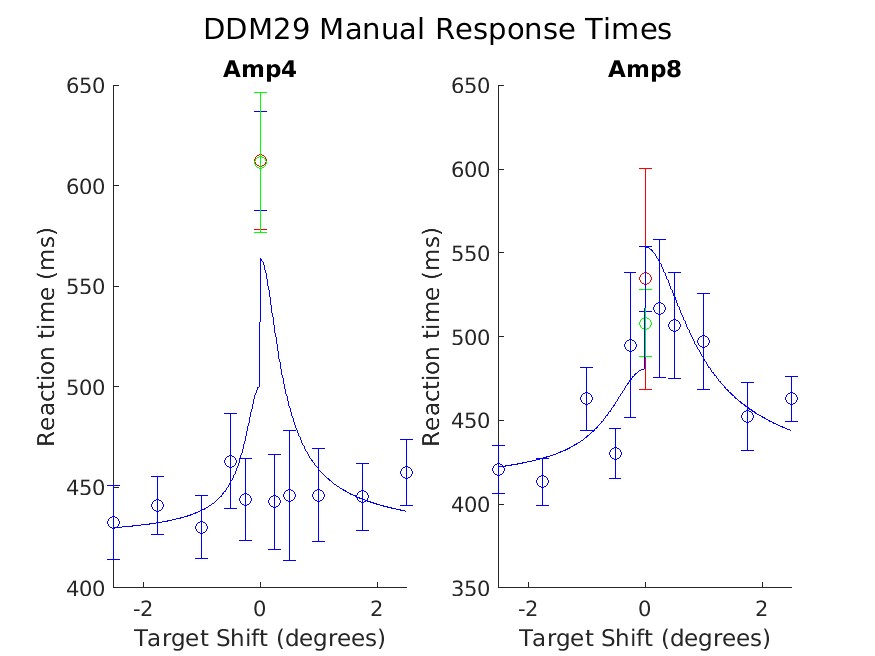 DDM29 Manual Response Times
Amp4
650
600
550
500
450
400
Reaction time (ms)
-2
0
2
Target Shift (degrees)
Amp8
650
600
550
500
450
400
350
Reaction time (ms)
-2
0
2
Target Shift (degrees)